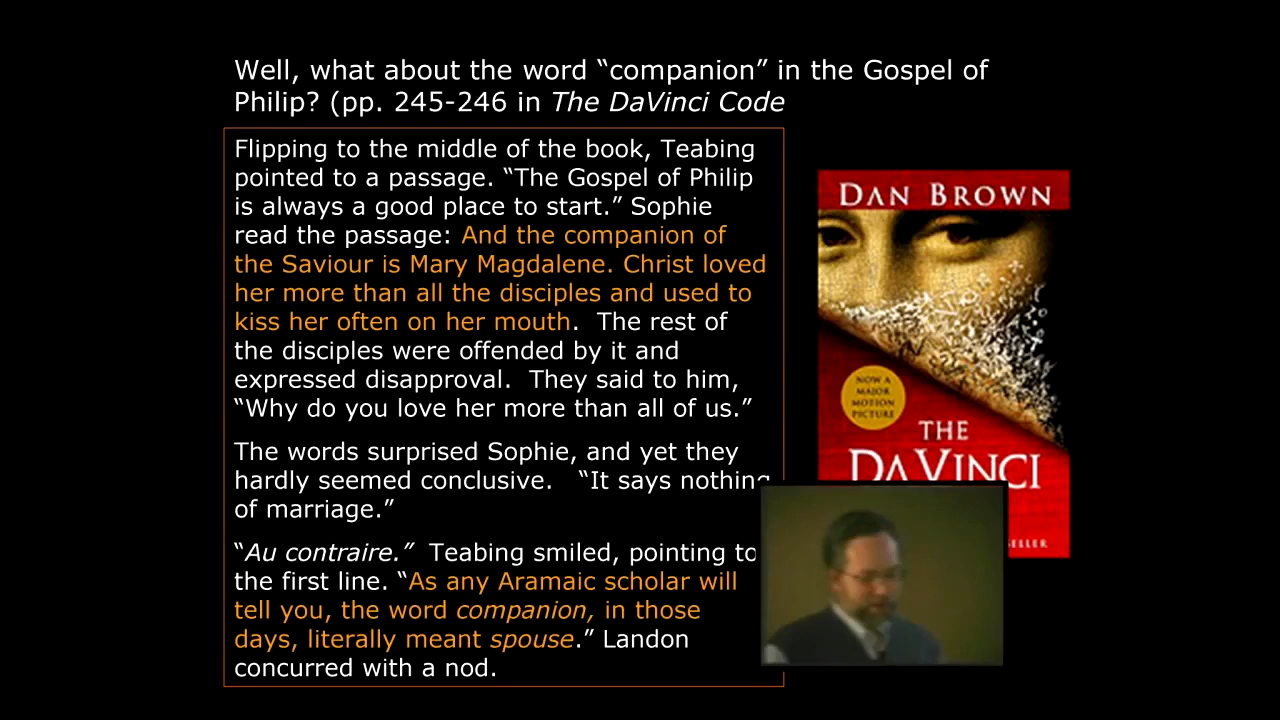 Well, what about the word “companion” in the Gospel of
Philip? (pp. 245-246 in The DaVinci Code
Flipping to the middle of the book, Teabing
pointed to a passage. “The Gospel of Philip
is always a good place to start.” Sophie
read the passage: And the companion of
the Saviour is Mary Magdalene. Christ loved
her more than all the disciples and used to
kiss her often on her mouth. The rest of
the disciples were offended by it and
expressed disapproval. They said to him,
“Why do you love her more than all of us.”
The words surprised Sophie, and yet they
hardly seemed conclusive. “It says nothing
of marriage.”
“Au contraire.” Teabing smiled, pointing to
the first line. “As any Aramaic scholar will
tell you, the word companion, in those
days, literally meant spouse.” Landon
concurred with a nod.
DAN BROWN
NOW A
MAJOR
MOTION
PICTURE
THE
DA VINCI
SELLER